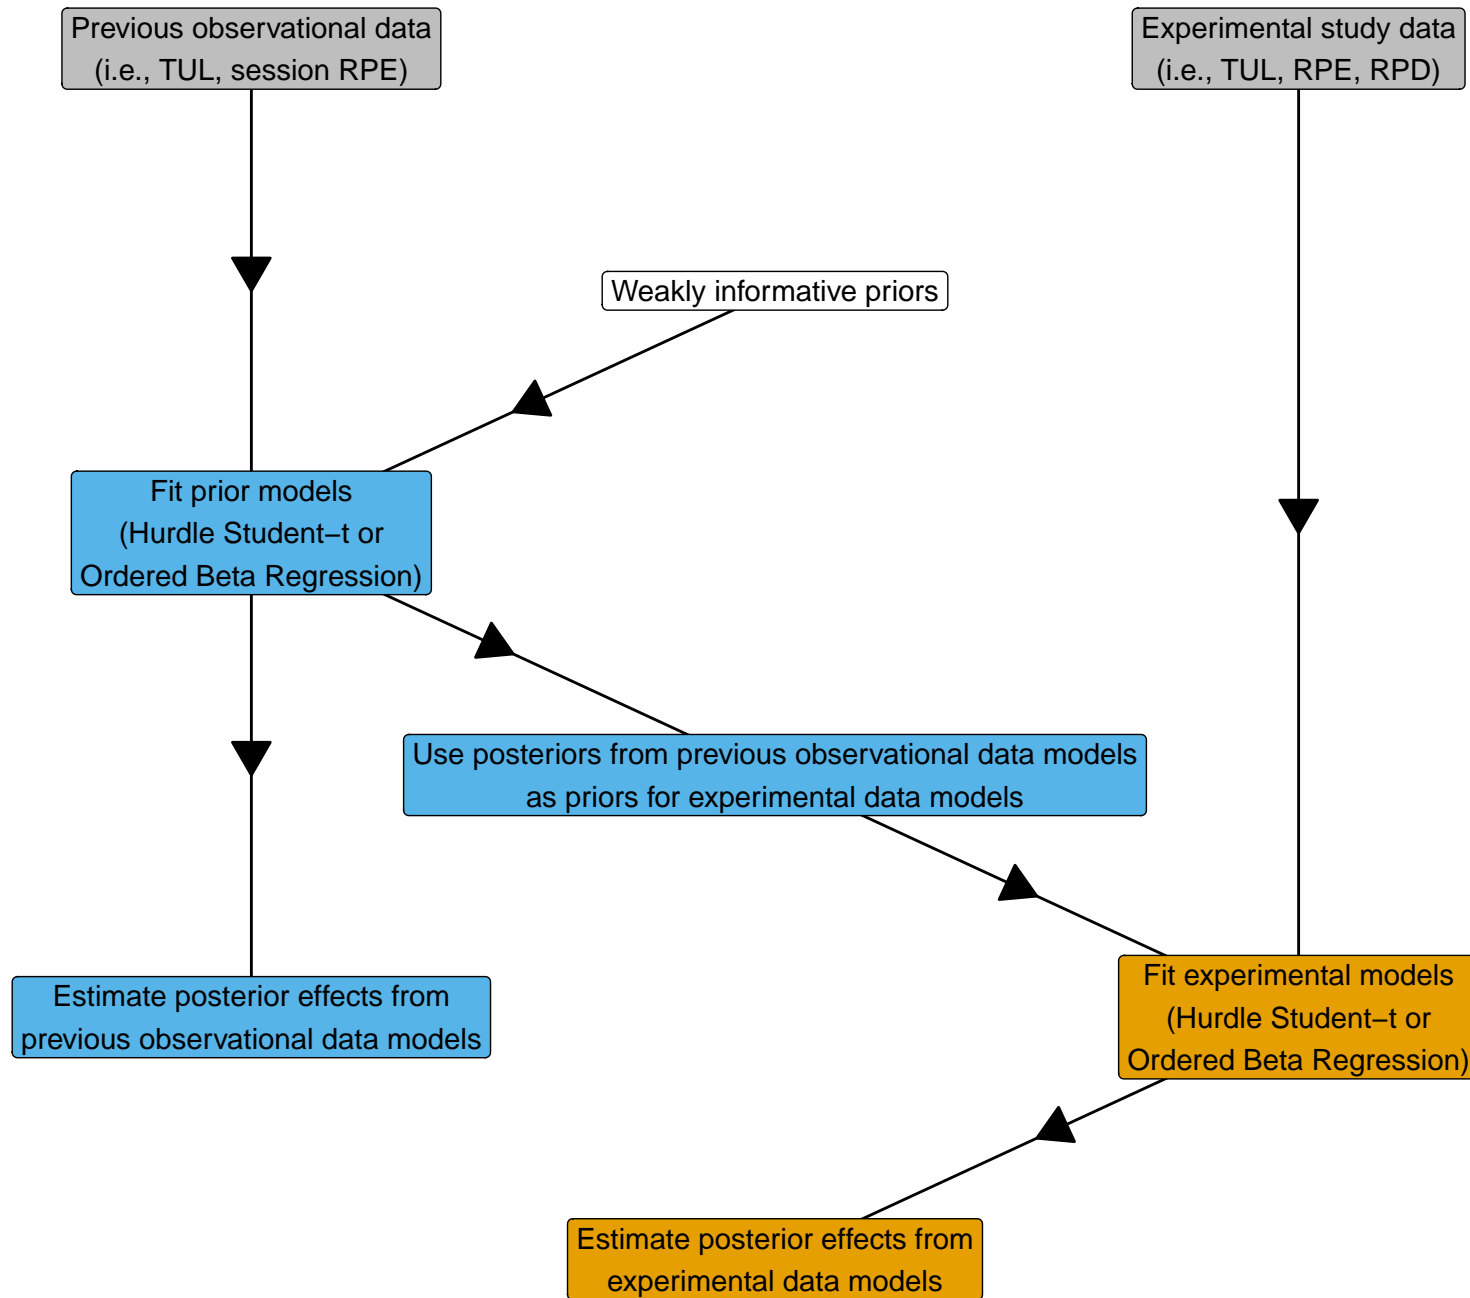 Previous observational data
(i.e., TUL, session RPE)
Experimental study data
(i.e., TUL, RPE, RPD)
Weakly informative priors
Fit prior models
(Hurdle Student−t or
Ordered Beta Regression)
Use posteriors from previous observational data models
as priors for experimental data models
Estimate posterior effects from
previous observational data models
Fit experimental models
(Hurdle Student−t or
Ordered Beta Regression)
Estimate posterior effects from
experimental data models